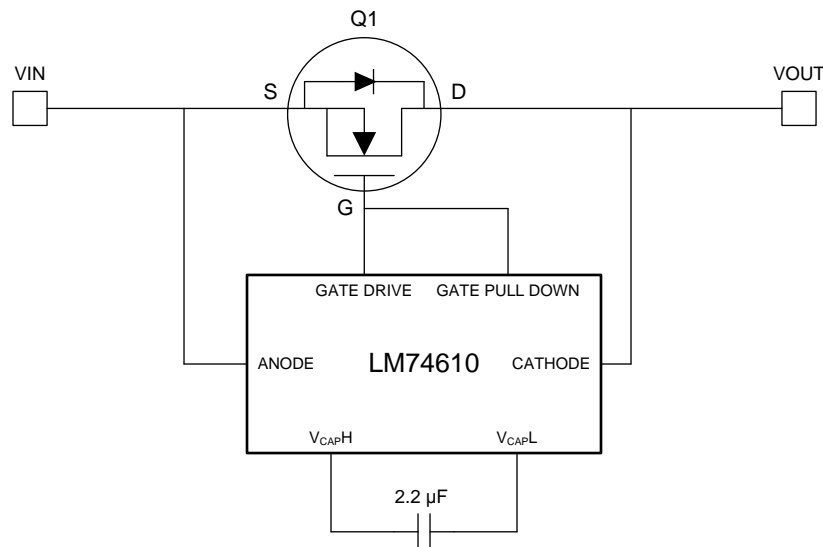 Q1
VIN
VOUT
S
D
G
GATE DRIVE
GATE PULL DOWN
ANODE
LM74610
CATHODE
VCAPH
VCAPL
2.2 µF